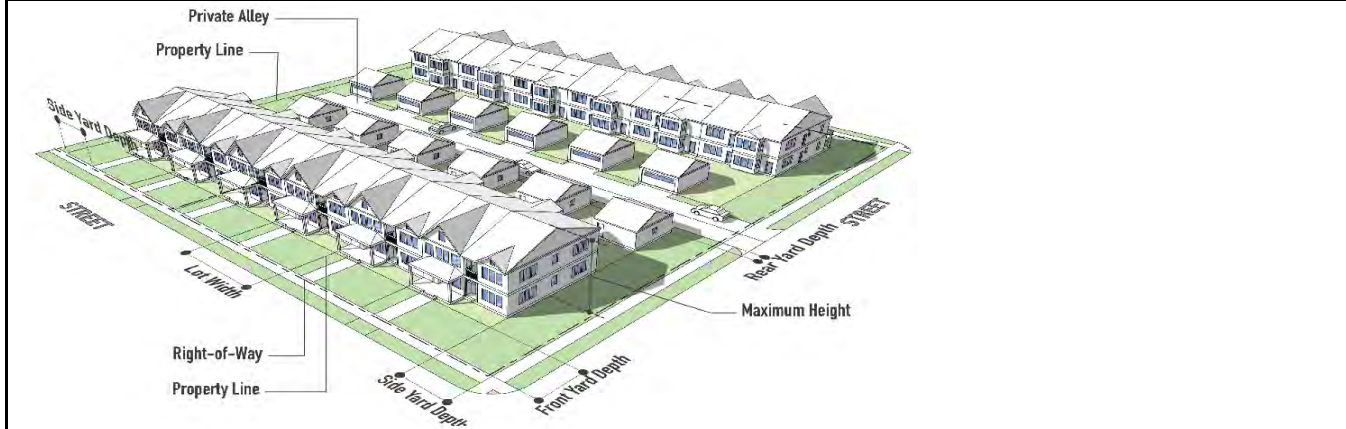 Private Alley
Property Line
Side Yard Depth
STREET
STREET
Rear Yard Depth
Lot Width
Maximum Height
Right-of-Way
Property Line
Side Yard Depth
Front Yard Depth